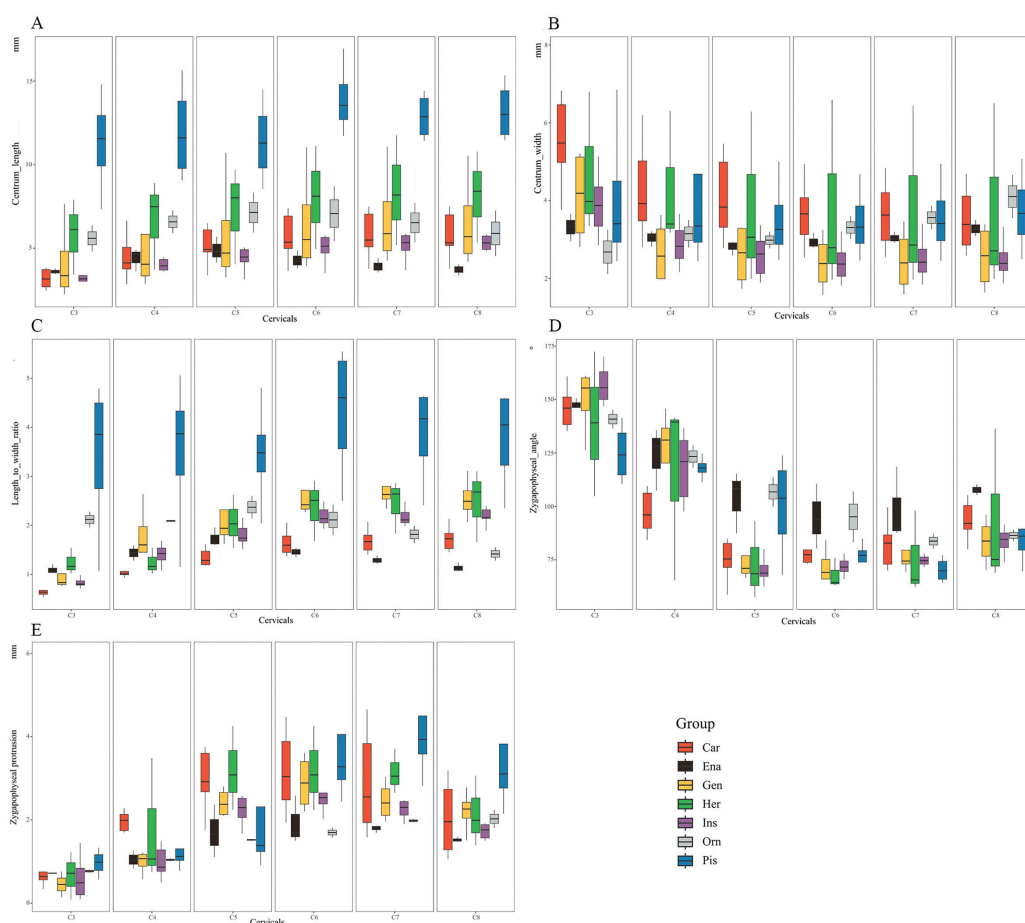 A
mm
Centrum_length
15
10
5
C3 C4 C5 C6 C7 C8
Cervicals
B
mm
Centrum_width
8
6
4
2
C3 C4 C5 C6 C7 C8
Cervicals
C
Length_to_width_ratio
5
4
3
2
1
C3 C4 C5 C6 C7 C8
Cervicals
D
°
Zygapophyseal_angle
175
150
125
100
75
C3 C4 C5 C6 C7 C8
Cervicals
E
mm
Zygapophyseal protrusion
6
4
2
0
C3 C4 C5 C6 C7 C8
Cervicals
Group
Car
Ena
Gen
Her
Ins
Orn
Pis